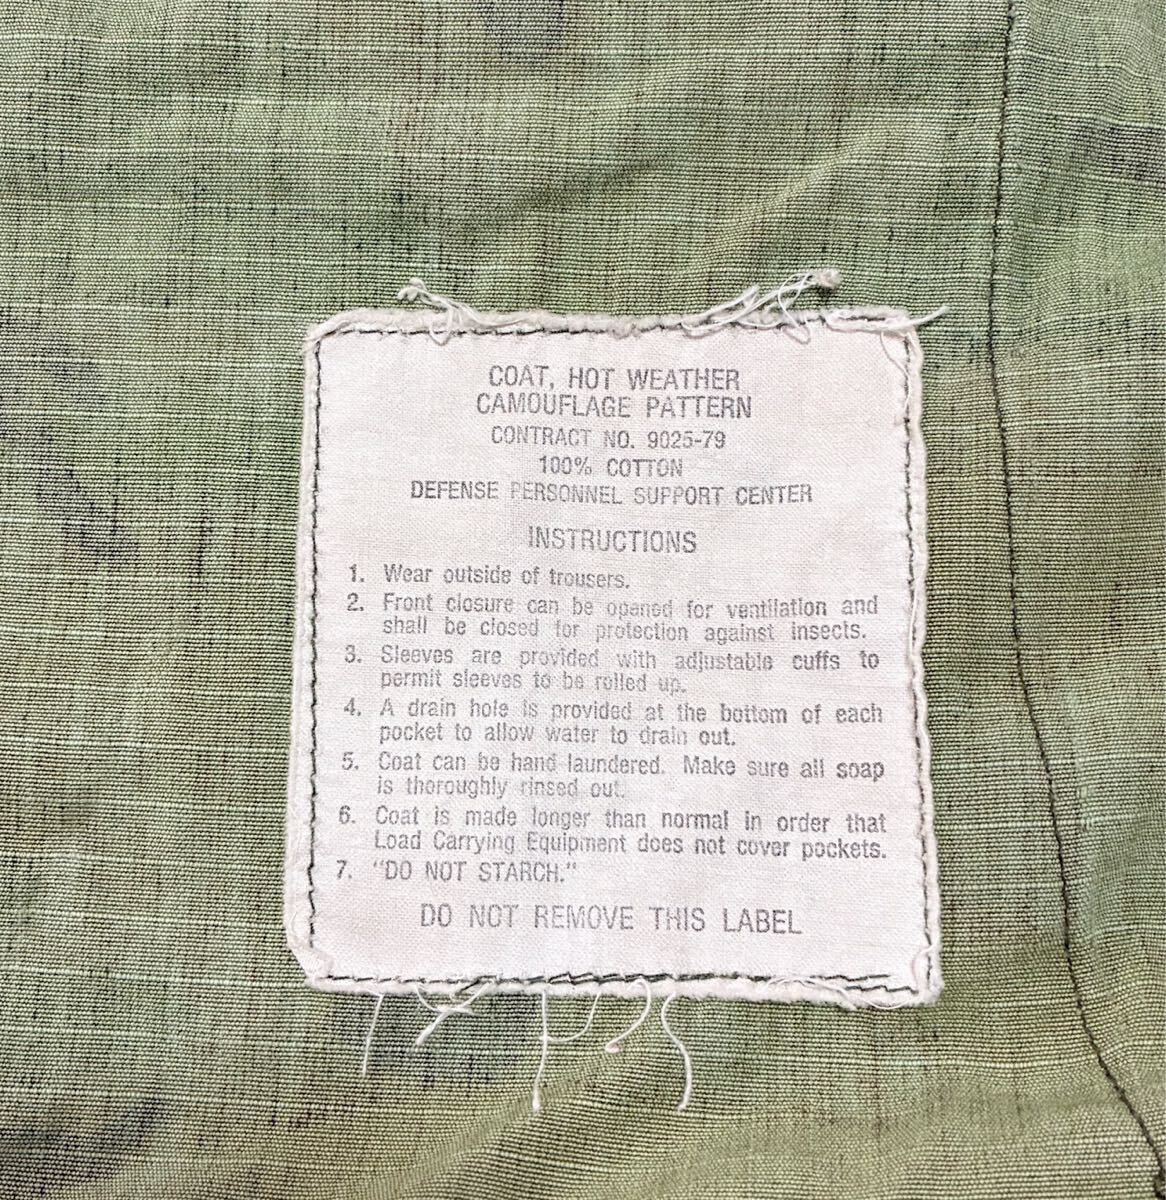 COAT, HOT WEATHER
CAMOUFLAGE PATTERN
CONTRACT NO. 9025-79
100% COTTON
DEFENSE PERSONNEL SUPPORT CENTER
INSTRUCTIONS
1. Wear outside of trousers.
2. Front closure can be opened for ventilation and
shall be closed for protection against insects.
3. Sleeves are provided with adjustable cuffs to
permit sleeves to be rolled up.
4. A drain hole is provided at the bottom of each
pocket to allow water to drain out.
5. Coat can be hand laundered. Make sure all soap
is thoroughly rinsed out.
6. Coat is made longer than normal in order that
Load Carrying Equipment does not cover pockets.
7. "DO NOT STARCH."
DO NOT REMOVE THIS LABEL